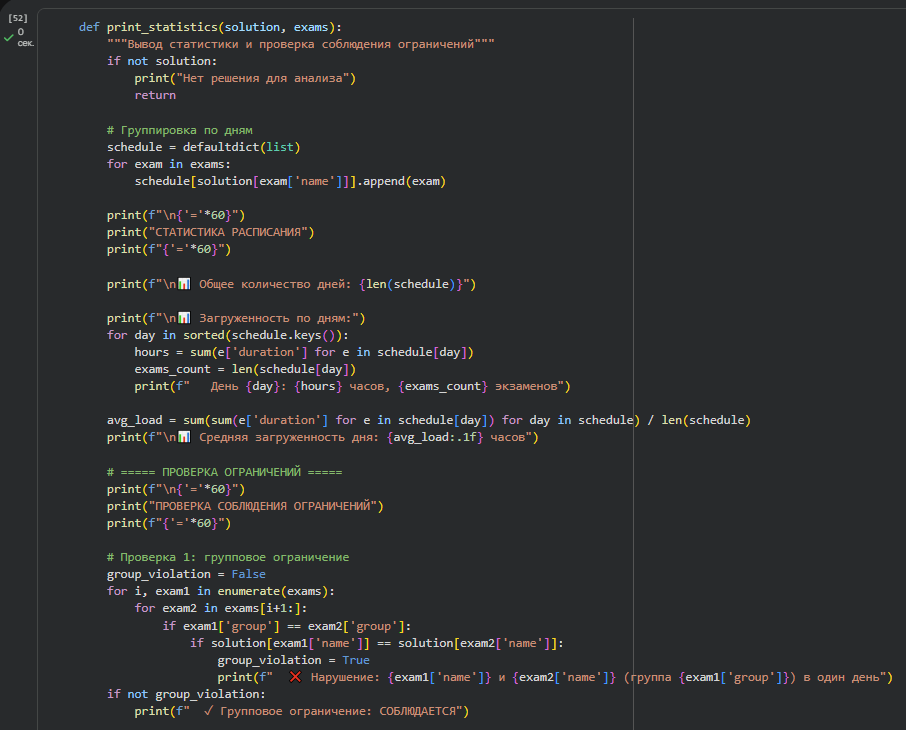 [52]
0
сек.
def print_statistics(solution, exams):
"""Вывод статистики и проверка соблюдения ограничений"""
if not solution:
print("Нет решения для анализа")
return
# Группировка по дням
schedule = defaultdict(list)
for exam in exams:
schedule[solution[exam['name']]].append(exam)
print(f"\n{'='*60}")
print("СТАТИСТИКА РАСПИСАНИЯ")
print(f"{'='*60}")
print(f"\n📊 Общее количество дней: {len(schedule)}")
print(f"\n📊 Загруженность по дням:")
for day in sorted(schedule.keys()):
hours = sum(e['duration'] for e in schedule[day])
exams_count = len(schedule[day])
print(f"   День {day}: {hours} часов, {exams_count} экзаменов")
avg_load = sum(sum(e['duration'] for e in schedule[day]) for day in schedule) / len(schedule)
print(f"\n📊 Средняя загруженность дня: {avg_load:.1f} часов")
# ===== ПРОВЕРКА ОГРАНИЧЕНИЙ =====
print(f"\n{'='*60}")
print("ПРОВЕРКА СОБЛЮДЕНИЯ ОГРАНИЧЕНИЙ")
print(f"{'='*60}")
# Проверка 1: групповое ограничение
group_violation = False
for i, exam1 in enumerate(exams):
for exam2 in exams[i+1:]:
if exam1['group'] == exam2['group']:
if solution[exam1['name']] == solution[exam2['name']]:
group_violation = True
print(f"  ❌ Нарушение: {exam1['name']} и {exam2['name']} (группа {exam1['group']}) в один день")
if not group_violation:
print(f"  ✓ Групповое ограничение: СОБЛЮДАЕТСЯ")